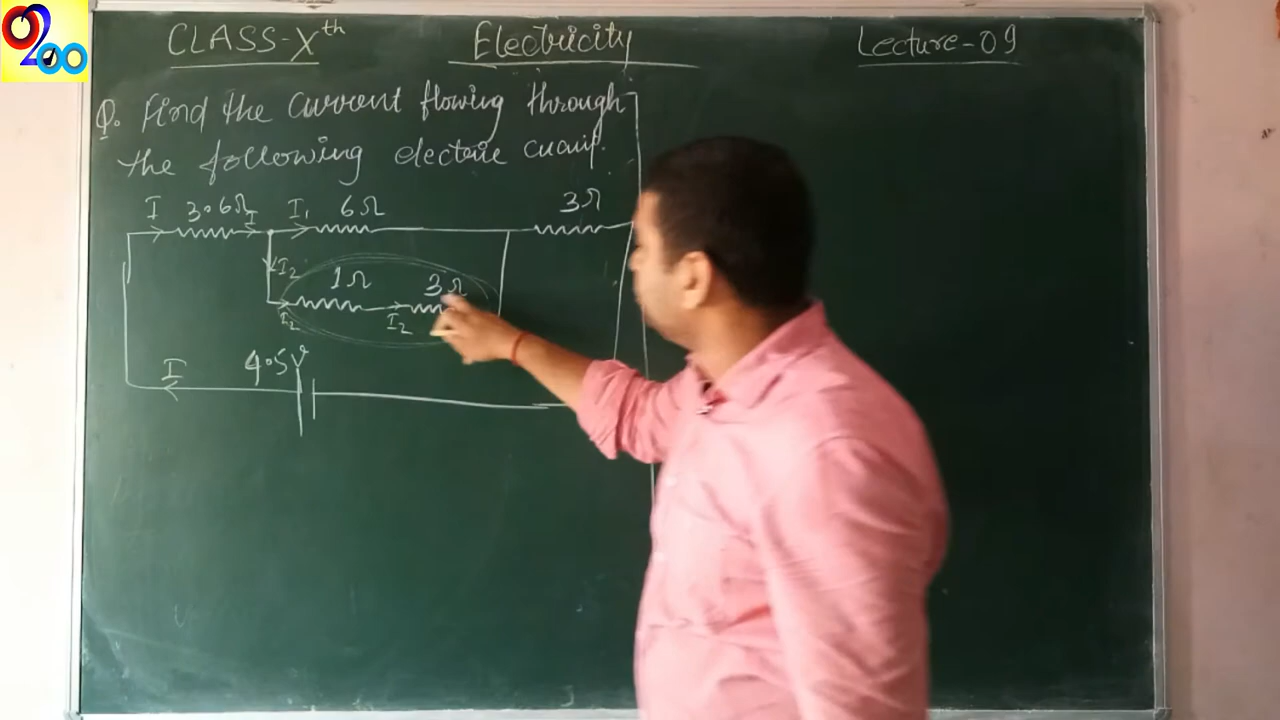 0200
CLASS-Xth Electricity Lecture-09
Q. Find the current flowing through
the following electric circuit.
I 3.6Ω I I₁ 6Ω 3Ω
I₂ 1Ω 3Ω
I₂ I₂
I 4.5V